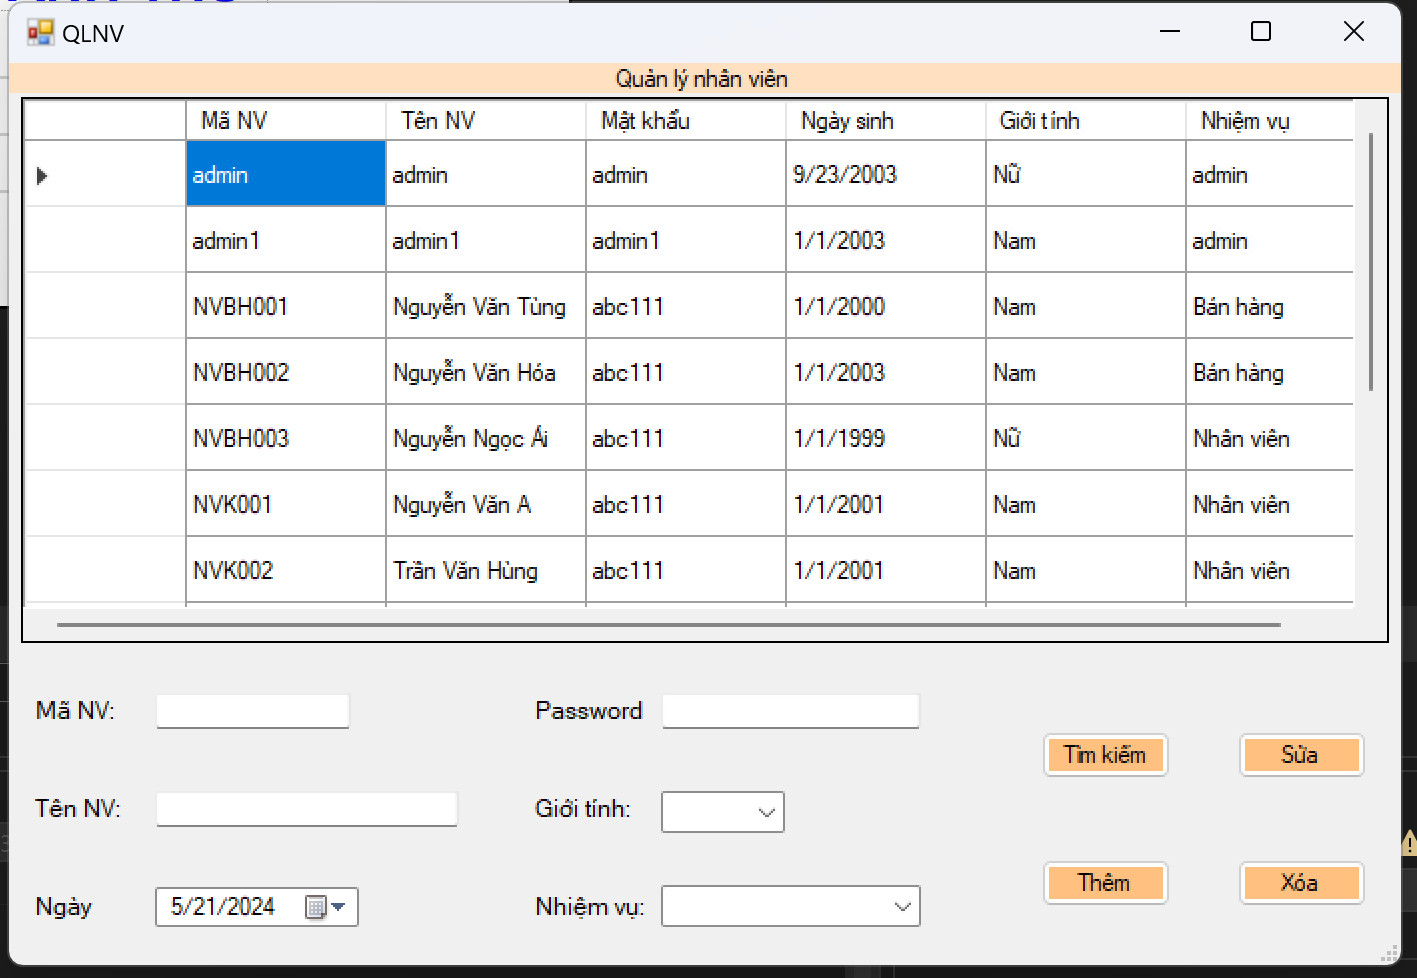 QLNV
Quản lý nhân viên
Mã NV Tên NV Mật khẩu Ngày sinh Giới tính Nhiệm vụ
admin admin admin 9/23/2003 Nữ admin
admin1 admin1 admin1 1/1/2003 Nam admin
NVBH001 Nguyễn Văn Tùng abc111 1/1/2000 Nam Bán hàng
NVBH002 Nguyễn Văn Hóa abc111 1/1/2003 Nam Bán hàng
NVBH003 Nguyễn Ngọc Ái abc111 1/1/1999 Nữ Nhân viên
NVK001 Nguyễn Văn A abc111 1/1/2001 Nam Nhân viên
NVK002 Trần Văn Hùng abc111 1/1/2001 Nam Nhân viên
Mã NV: Password
Tìm kiếm Sửa
Tên NV: Giới tính:
Thêm Xóa
Ngày 5/21/2024 Nhiệm vụ: